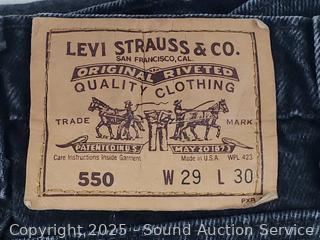 LEVI STRAUSS & CO.
SAN FRANCISCO, CAL.
ORIGINAL RIVETED
QUALITY CLOTHING
TRADE MARK
PATENTED IN U.S. MAY 20 1873
Care Instructions Inside Garment Made in U.S.A. WPL 423
550 W 29 L 30
Copyright 2025 - Sound Auction Service